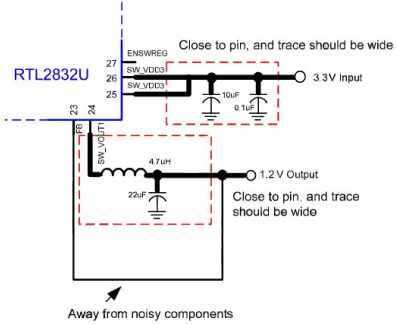 Close to pin, and trace should be wide
27
ENSWREG
SW_VDD3
RTL2832U
26
3.3V Input
SW_VDD3
25
10uF
0.1uF
23
24
FB
SW_VOUT1
4.7uH
1.2V Output
22uF
Close to pin. and trace
should be wide
Away from noisy components